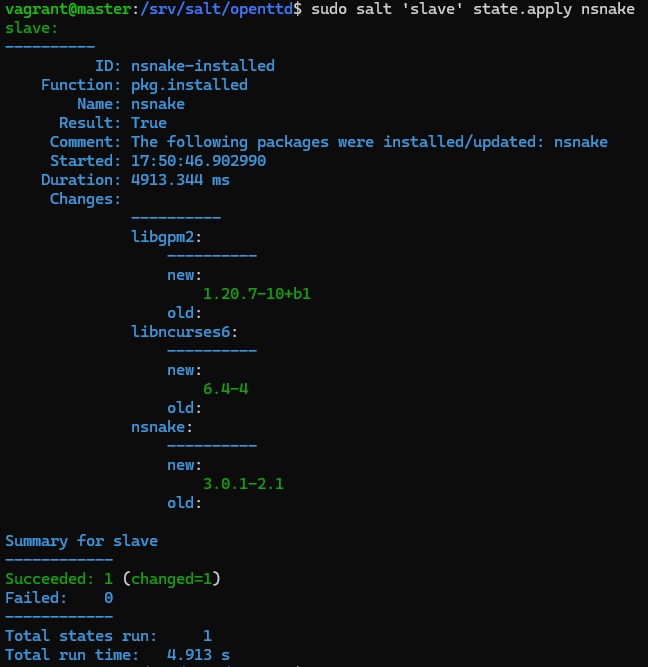 vagrant@master:/srv/salt/openttd$ sudo salt 'slave' state.apply nsnake
slave:
----------
          ID: nsnake-installed
    Function: pkg.installed
        Name: nsnake
      Result: True
     Comment: The following packages were installed/updated: nsnake
     Started: 17:50:46.902990
    Duration: 4913.344 ms
     Changes:
              ----------
              libgpm2:
                  ----------
                  new:
                      1.20.7-10+b1
                  old:
              libncurses6:
                  ----------
                  new:
                      6.4-4
                  old:
              nsnake:
                  ----------
                  new:
                      3.0.1-2.1
                  old:

Summary for slave
------------
Succeeded: 1 (changed=1)
Failed:    0
------------
Total states run:     1
Total run time:   4.913 s